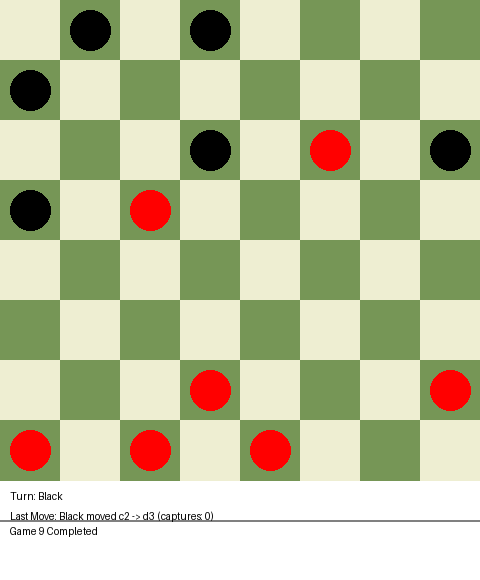 Turn: Black
Last Move: Black moved c2 -> d3 (captures: 0)
Game 9 Completed